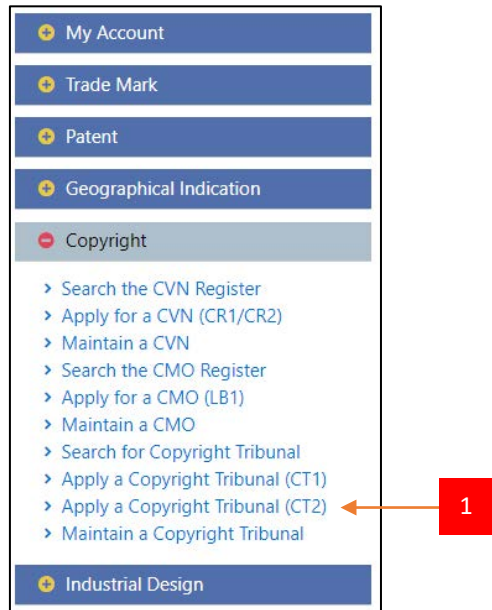 My Account
Trade Mark
Patent
Geographical Indication
Copyright
Search the CVN Register
Apply for a CVN (CR1/CR2)
Maintain a CVN
Search the CMO Register
Apply for a CMO (LB1)
Maintain a CMO
Search for Copyright Tribunal
Apply a Copyright Tribunal (CT1)
Apply a Copyright Tribunal (CT2)
1
Maintain a Copyright Tribunal
Industrial Design